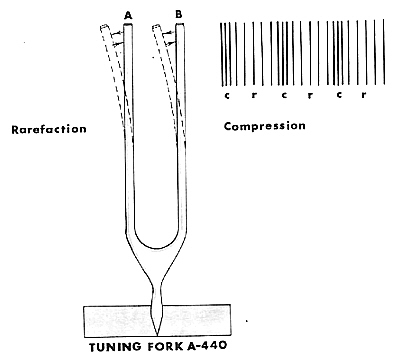 A B
c r c r c r
Rarefaction
Compression
TUNING FORK A-440